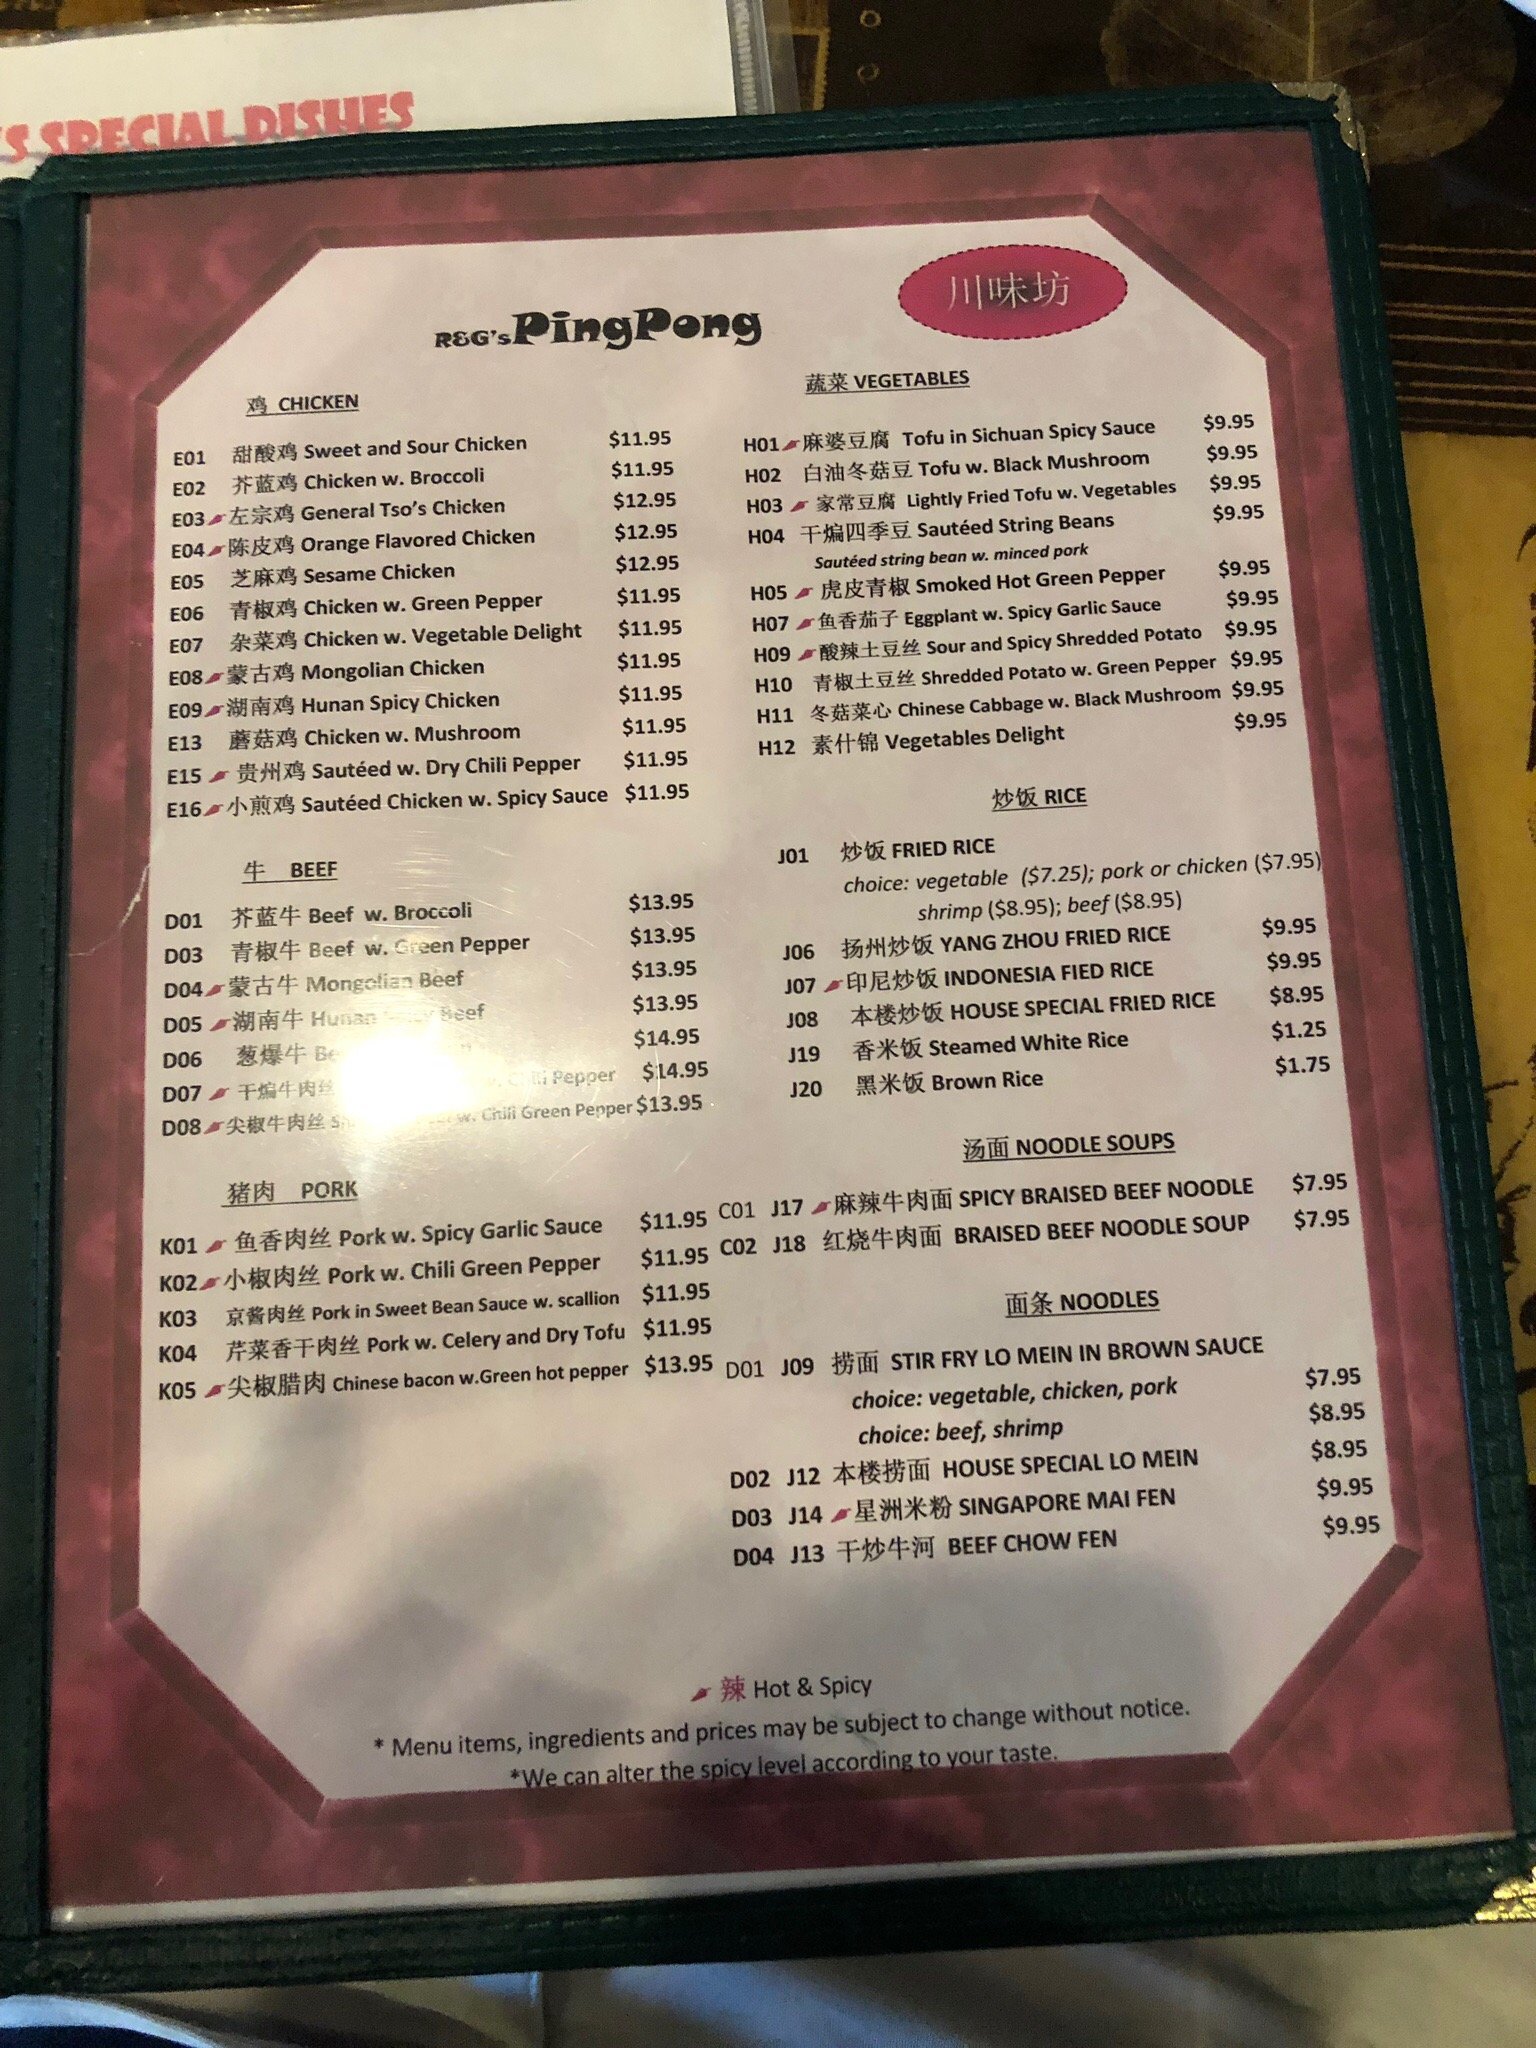 S SPECIAL DISHES
川味坊
R&G's PingPong
鸡 CHICKEN
E01 甜酸鸡 Sweet and Sour Chicken $11.95
E02 芥蓝鸡 Chicken w. Broccoli $11.95
E03 左宗鸡 General Tso's Chicken $12.95
E04 陈皮鸡 Orange Flavored Chicken $12.95
E05 芝麻鸡 Sesame Chicken $12.95
E06 青椒鸡 Chicken w. Green Pepper $11.95
E07 杂菜鸡 Chicken w. Vegetable Delight $11.95
E08 蒙古鸡 Mongolian Chicken $11.95
E09 湖南鸡 Hunan Spicy Chicken $11.95
E13 蘑菇鸡 Chicken w. Mushroom $11.95
E15 贵州鸡 Sautéed w. Dry Chili Pepper $11.95
E16 小煎鸡 Sautéed Chicken w. Spicy Sauce $11.95
牛 BEEF
D01 芥蓝牛 Beef w. Broccoli $13.95
D03 青椒牛 Beef w. Green Pepper $13.95
D04 蒙古牛 Mongolian Beef $13.95
D05 湖南牛 Hunan Spicy Beef $13.95
D06 葱爆牛 $14.95
D07 干煸牛肉丝 Pepper $14.95
D08 尖椒牛肉丝 w. Chili Green Pepper $13.95
猪肉 PORK
K01 鱼香肉丝 Pork w. Spicy Garlic Sauce $11.95
K02 小椒肉丝 Pork w. Chili Green Pepper $11.95
K03 京酱肉丝 Pork in Sweet Bean Sauce w. scallion $11.95
K04 芹菜香干肉丝 Pork w. Celery and Dry Tofu $11.95
K05 尖椒腊肉 Chinese bacon w.Green hot pepper $13.95
蔬菜 VEGETABLES
H01 麻婆豆腐 Tofu in Sichuan Spicy Sauce $9.95
H02 白油冬菇豆 Tofu w. Black Mushroom $9.95
H03 家常豆腐 Lightly Fried Tofu w. Vegetables $9.95
H04 干煸四季豆 Sautéed String Beans $9.95
Sautéed string bean w. minced pork
H05 虎皮青椒 Smoked Hot Green Pepper $9.95
H07 鱼香茄子 Eggplant w. Spicy Garlic Sauce $9.95
H09 酸辣土豆丝 Sour and Spicy Shredded Potato $9.95
H10 青椒土豆丝 Shredded Potato w. Green Pepper $9.95
H11 冬菇菜心 Chinese Cabbage w. Black Mushroom $9.95
H12 素什锦 Vegetables Delight $9.95
炒饭 RICE
J01 炒饭 FRIED RICE
choice: vegetable ($7.25); pork or chicken ($7.95)
shrimp ($8.95); beef ($8.95)
J06 扬州炒饭 YANG ZHOU FRIED RICE $9.95
J07 印尼炒饭 INDONESIA FIED RICE $9.95
J08 本楼炒饭 HOUSE SPECIAL FRIED RICE $8.95
J19 香米饭 Steamed White Rice $1.25
J20 黑米饭 Brown Rice $1.75
汤面 NOODLE SOUPS
C01 J17 麻辣牛肉面 SPICY BRAISED BEEF NOODLE $7.95
C02 J18 红烧牛肉面 BRAISED BEEF NOODLE SOUP $7.95
面条 NOODLES
D01 J09 捞面 STIR FRY LO MEIN IN BROWN SAUCE
choice: vegetable, chicken, pork $7.95
choice: beef, shrimp $8.95
D02 J12 本楼捞面 HOUSE SPECIAL LO MEIN $8.95
D03 J14 星洲米粉 SINGAPORE MAI FEN $9.95
D04 J13 干炒牛河 BEEF CHOW FEN $9.95
辣 Hot & Spicy
* Menu items, ingredients and prices may be subject to change without notice.
*We can alter the spicy level according to your taste.